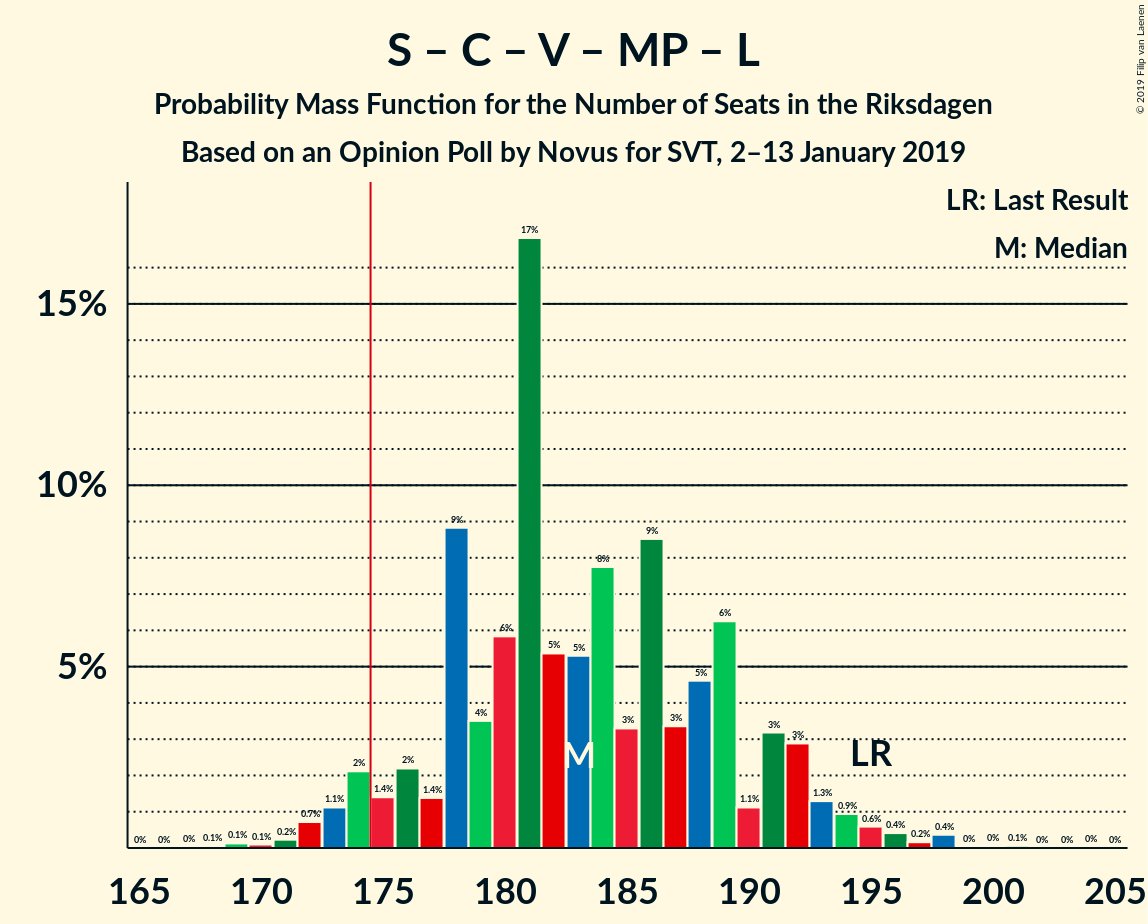 S – C – V – MP – L
Probability Mass Function for the Number of Seats in the Riksdagen
Based on an Opinion Poll by Novus for SVT, 2–13 January 2019
© 2019 Filip van Laenen
LR: Last Result
M: Median
15%
10%
5%
0% 0% 0% 0.1% 0.1% 0.1% 0.2% 0.7% 1.1% 2% 1.4% 2% 1.4% 9% 4% 6% 17% 5% 5% 8% 3% 9% 3% 5% 6% 1.1% 3% 3% 1.3% 0.9% 0.6% 0.4% 0.2% 0.4% 0% 0% 0.1% 0% 0% 0% 0%
M
LR
165 170 175 180 185 190 195 200 205